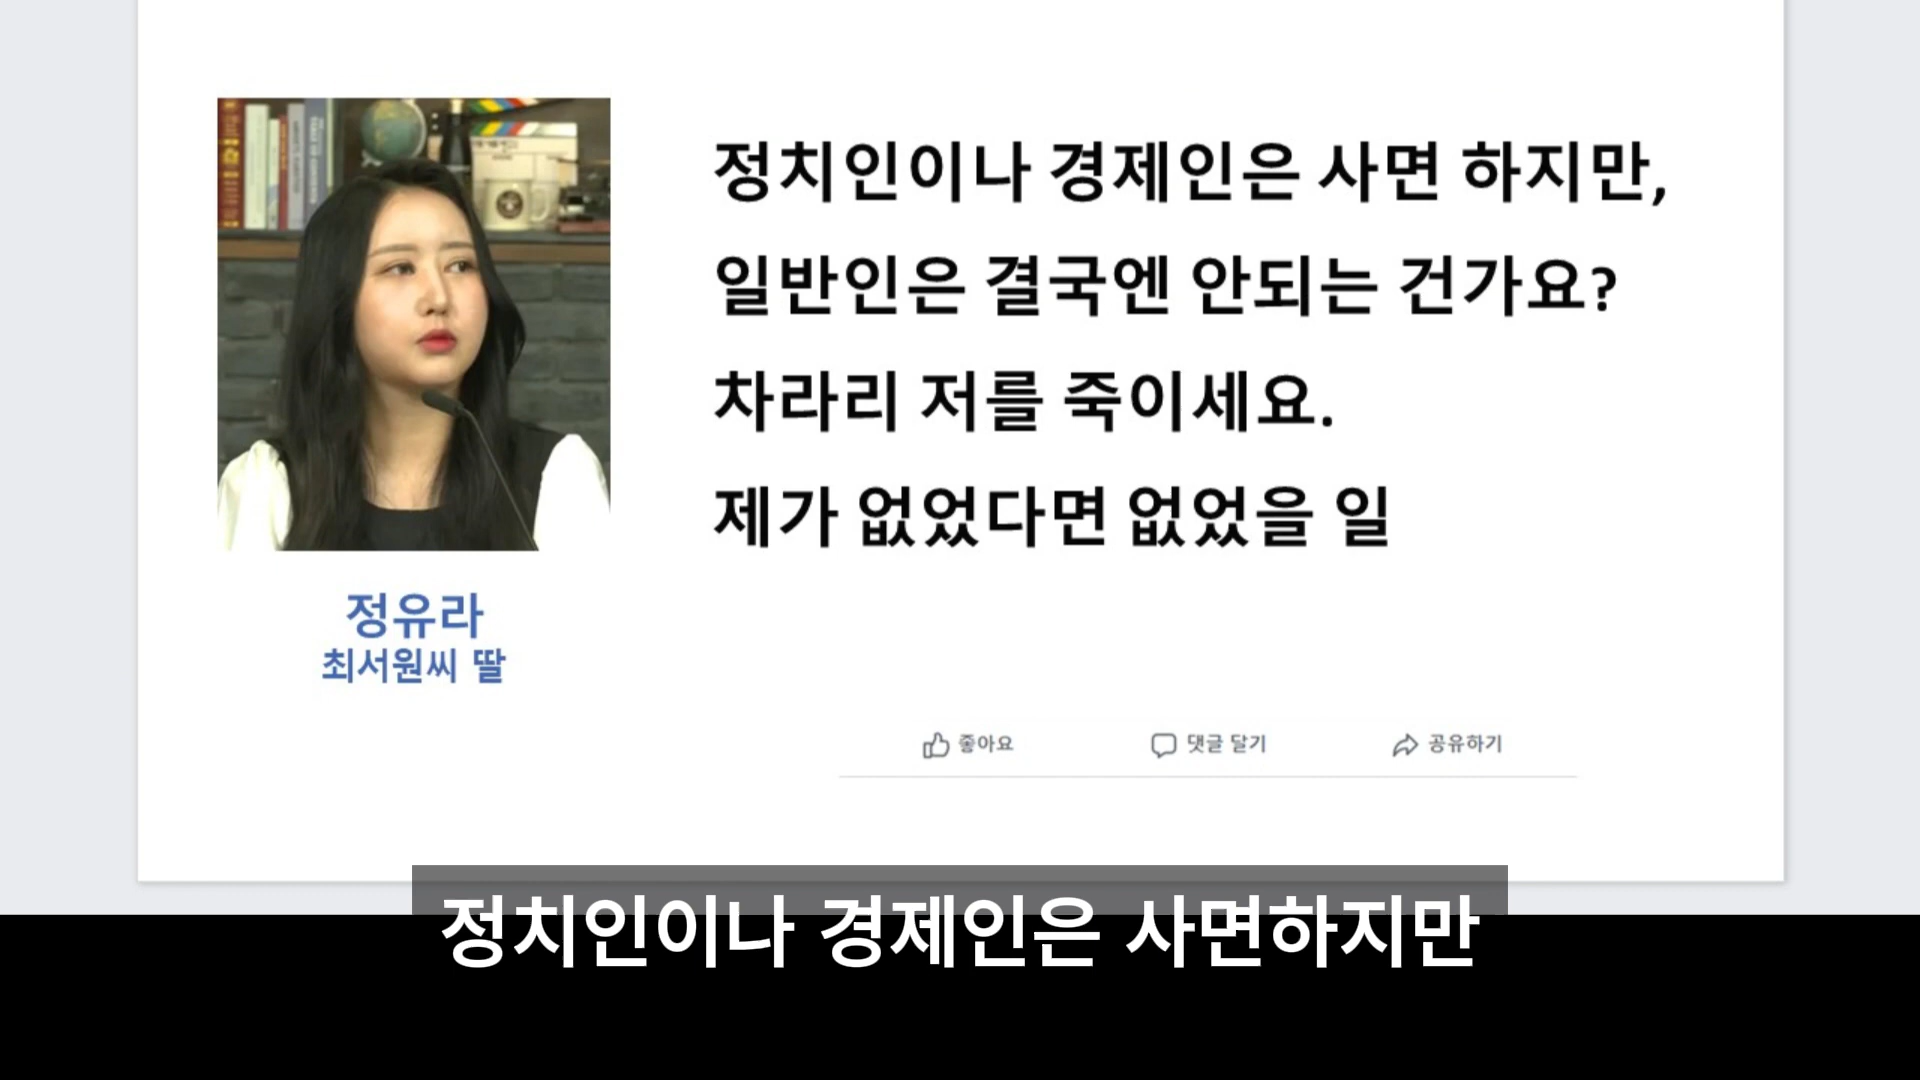 정치인이나 경제인은 사면 하지만,
일반인은 결국엔 안되는 건가요?
차라리 저를 죽이세요.
제가 없었다면 없었을 일
정유라
최서원씨 딸
좋아요
댓글 달기
공유하기
정치인이나 경제인은 사면하지만